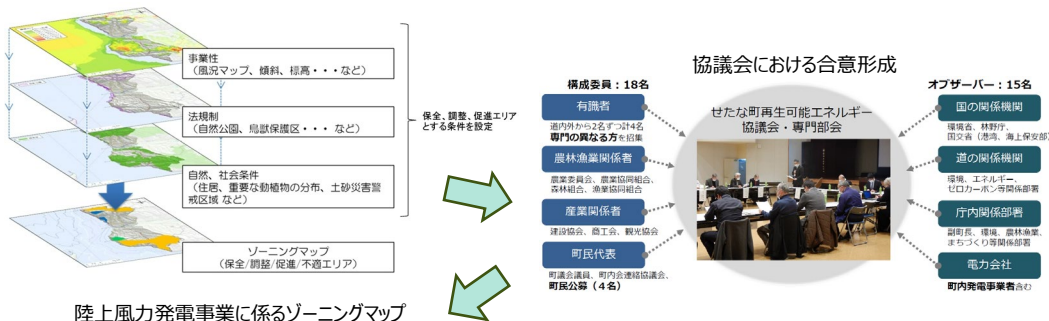 事業性
（風況マップ、傾斜、標高・・・など）
法規制
（自然公園、鳥獣保護区・・・ など）
自然、社会条件
（住居、重要な動植物の分布、土砂災害警
戒区域 など）
ゾーニングマップ
（保全/調整/促進/不適エリア）
保全、調整、促進エリア
とする条件を設定
陸上風力発電事業に係るゾーニングマップ
協議会における合意形成
構成委員：18名
有識者
道内外から2名ずつ計4名
専門の異なる方を招集
農林漁業関係者
農業委員会、農業協同組合、
森林組合、漁業協同組合
産業関係者
建設協会、商工会、観光協会
町民代表
町議会議員、町内会連絡協議会、
町民公募（４名）
せたな町再生可能エネルギー
協議会・専門部会
オブザーバー：15名
国の関係機関
環境省、林野庁、
国交省（港湾、海上保安部）
道の関係機関
環境、エネルギー、
ゼロカーボン等関係部署
庁内関係部署
副町長、環境、農林漁業、
まちづくり等関係部署
電力会社
町内発電事業者含む